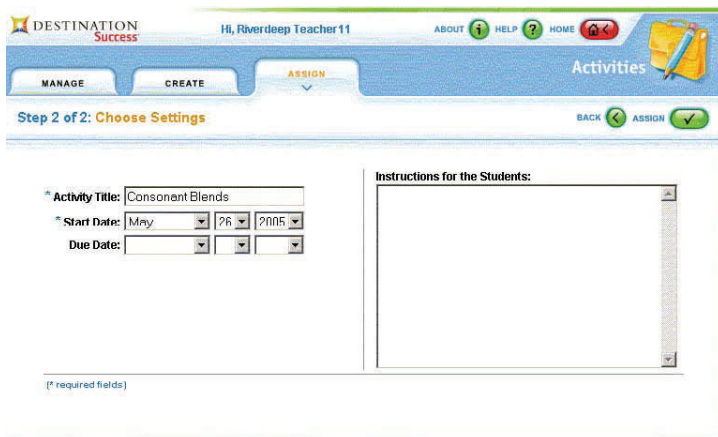 DESTINATION
Success
Hi, Riverdeep Teacher11
ABOUT
HELP
HOME
MANAGE
CREATE
ASSIGN
Activities
Step 2 of 2: Choose Settings
BACK
ASSIGN
* Activity Title: Consonant Blends
* Start Date: May 26 2005
Due Date:
Instructions for the Students:
(* required fields)